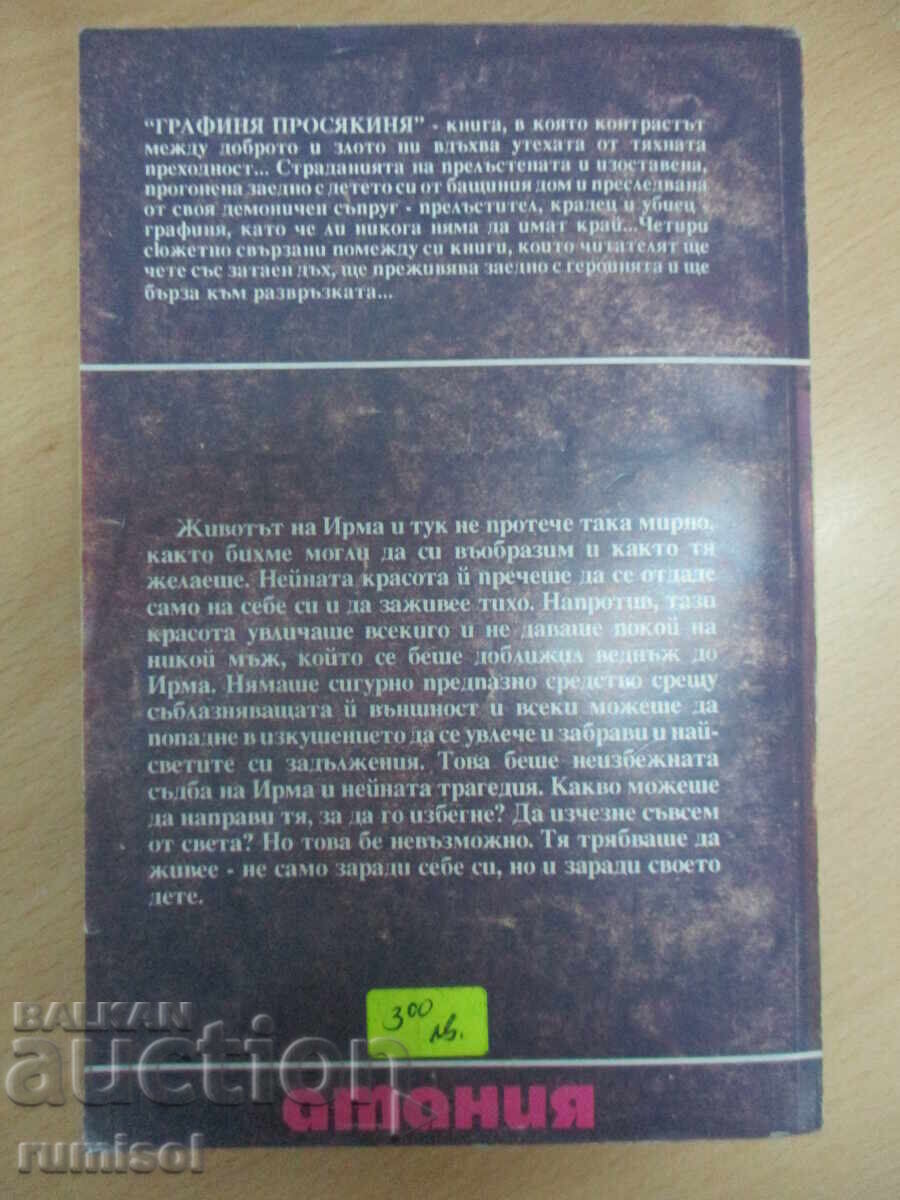 "ГРАФИНЯ ПРОСЯКИНЯ" - книга, в която контрастът
между доброто и злото ни вдъхва утехата от тяхната
преходност... Страданията на прелъстената и изоставена,
прогонена заедно с детето си от бащиния дом и преследвана
от своя демоничен съпруг - прелъстител, крадец и убиец -
графиня, като че ли никога няма да имат край...Четири
сюжетно свързани помежду си книги, които читателят ще
чете със затаен дъх, ще преживява заедно с героинята и ще
бърза към развръзката...
Животът на Ирма и тук не протече така мирно,
както бихме могли да си въобразим и както тя
желаеше. Нейната красота й пречеше да се отдаде
само на себе си и да заживее тихо. Напротив, тази
красота увличаше всекиго и не даваше покой на
никой мъж, който се беше доближил веднъж до
Ирма. Нямаше сигурно предпазно средство срещу
съблазняващата й външност и всеки можеше да
попадне в изкушението да се увлече и забрави и най-
светите си задължения. Това беше неизбежната
съдба на Ирма и нейната трагедия. Какво можеше
да направи тя, за да го избегне? Да изчезне съвсем
от света? Но това бе невъзможно. Тя трябваше да
живее - не само заради себе си, но и заради своето
дете.
3⁰⁰
лв.
атания
BALKAN
auction
rumisol